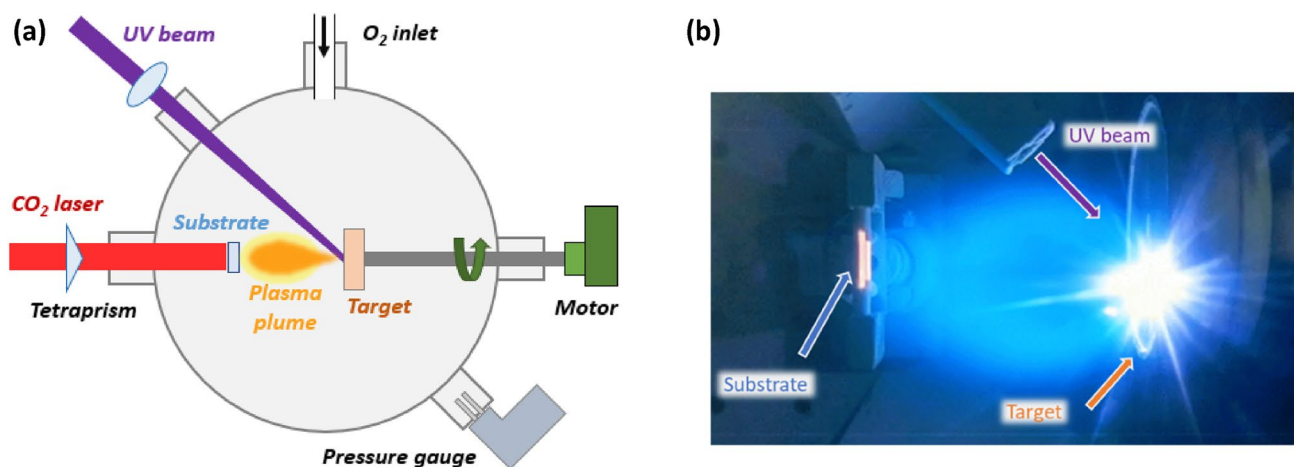 (a)
UV beam
O2 inlet
CO2 laser
Substrate
Tetraprism
Plasma
plume
Target
Motor
Pressure gauge
(b)
UV beam
Substrate
Target